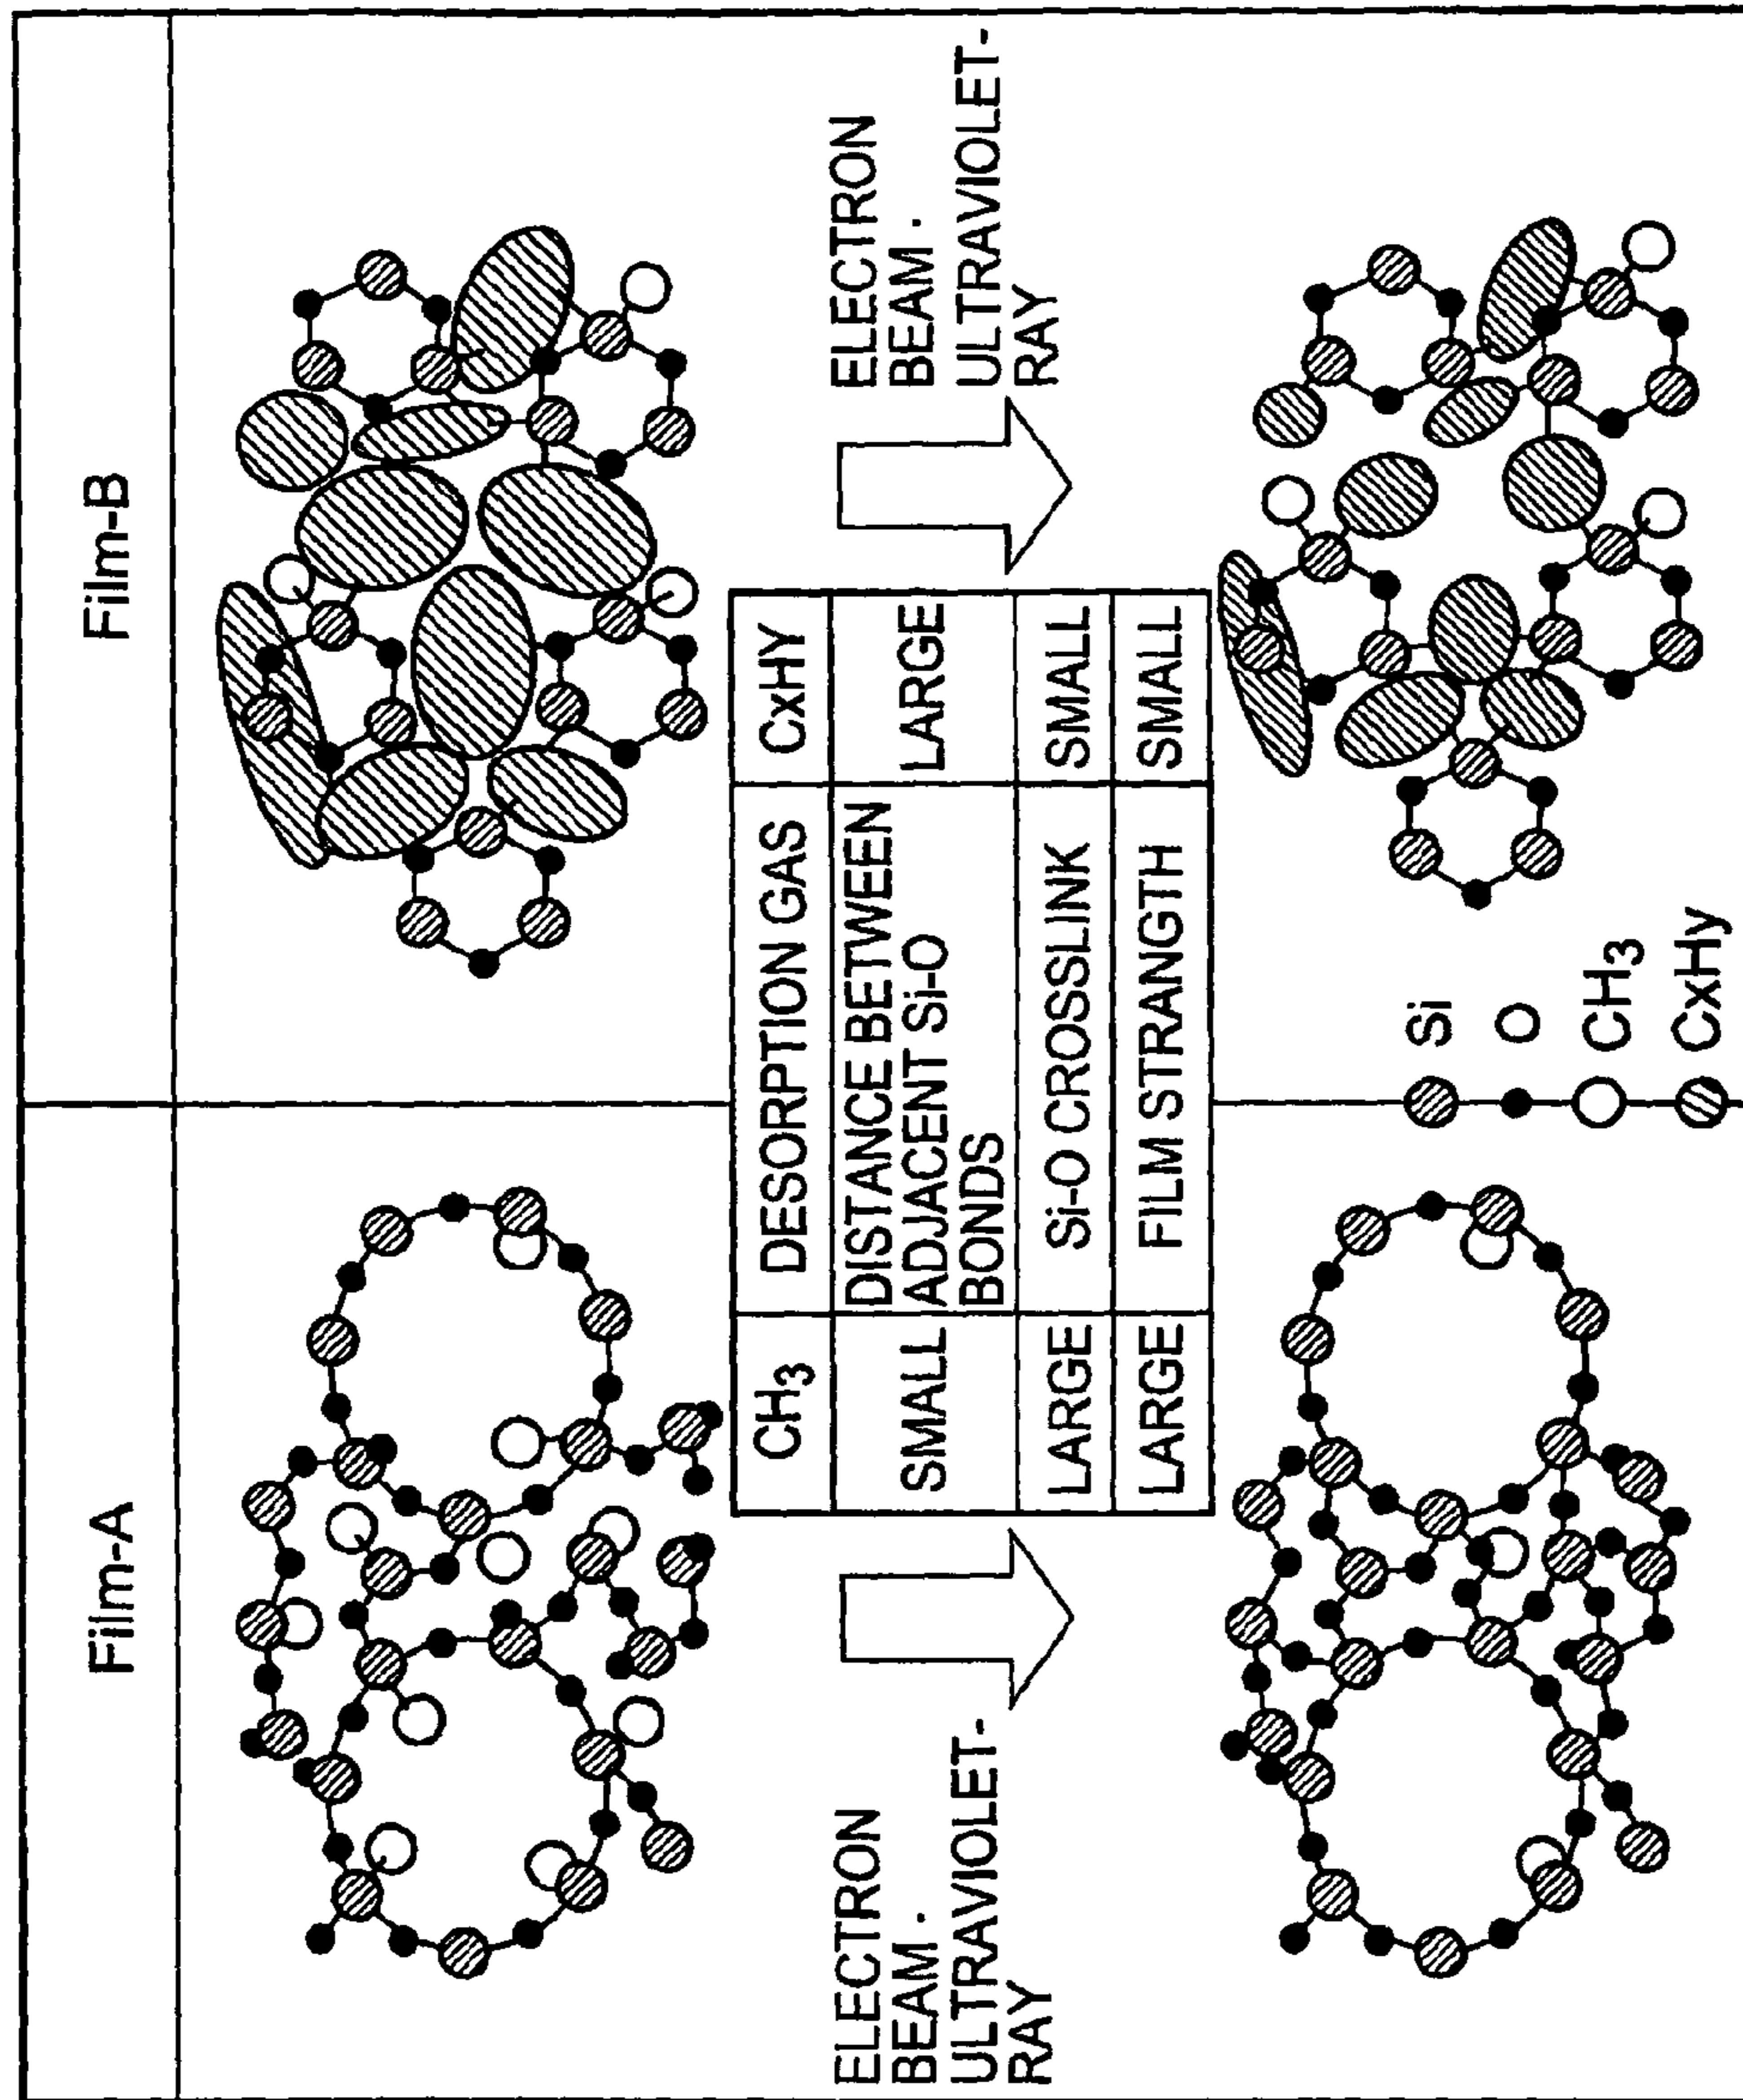 Film-A
Film-B
ELECTRON
BEAM .
ULTRAVIOLET-
RAY
ELECTRON
BEAM .
ULTRAVIOLET-
RAY
CH3 DESORPTION GAS CxHY
SMALL
DISTANCE BETWEEN
ADJACENT Si-O
BONDS
LARGE
LARGE Si-O CROSSLINK SMALL
LARGE FILM STRANGTH SMALL
Si
O
CH3
CxHy